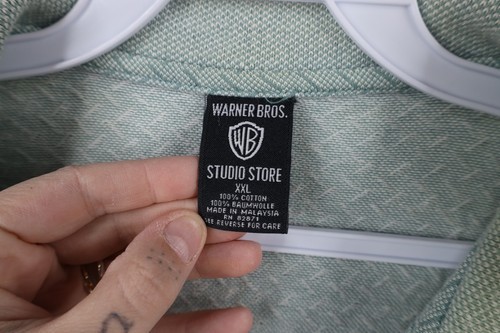 WARNER BROS.
WB
STUDIO STORE
XXL
100% COTTON
100% BAUMWOLLE
MADE IN MALAYSIA
RN 82871
SEE REVERSE FOR CARE